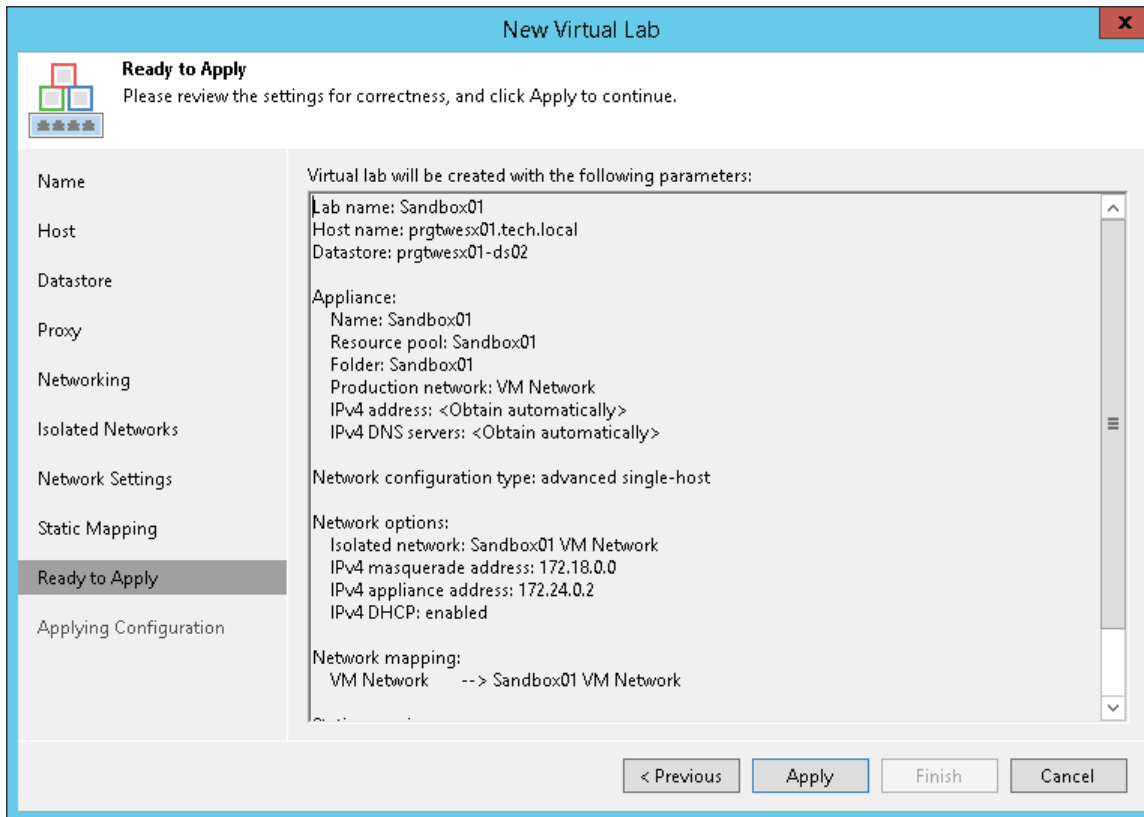 New Virtual Lab
x
Ready to Apply
Please review the settings for correctness, and click Apply to continue.
Name
Host
Datastore
Proxy
Networking
Isolated Networks
Network Settings
Static Mapping
Ready to Apply
Applying Configuration
Virtual lab will be created with the following parameters:
Lab name: Sandbox01
Host name: prgtwesx01.tech.local
Datastore: prgtwesx01-ds02
Appliance:
Name: Sandbox01
Resource pool: Sandbox01
Folder: Sandbox01
Production network: VM Network
IPv4 address: <Obtain automatically>
IPv4 DNS servers: <Obtain automatically>
Network configuration type: advanced single-host
Network options:
Isolated network: Sandbox01 VM Network
IPv4 masquerade address: 172.18.0.0
IPv4 appliance address: 172.24.0.2
IPv4 DHCP: enabled
Network mapping:
VM Network --> Sandbox01 VM Network
< Previous
Apply
Finish
Cancel